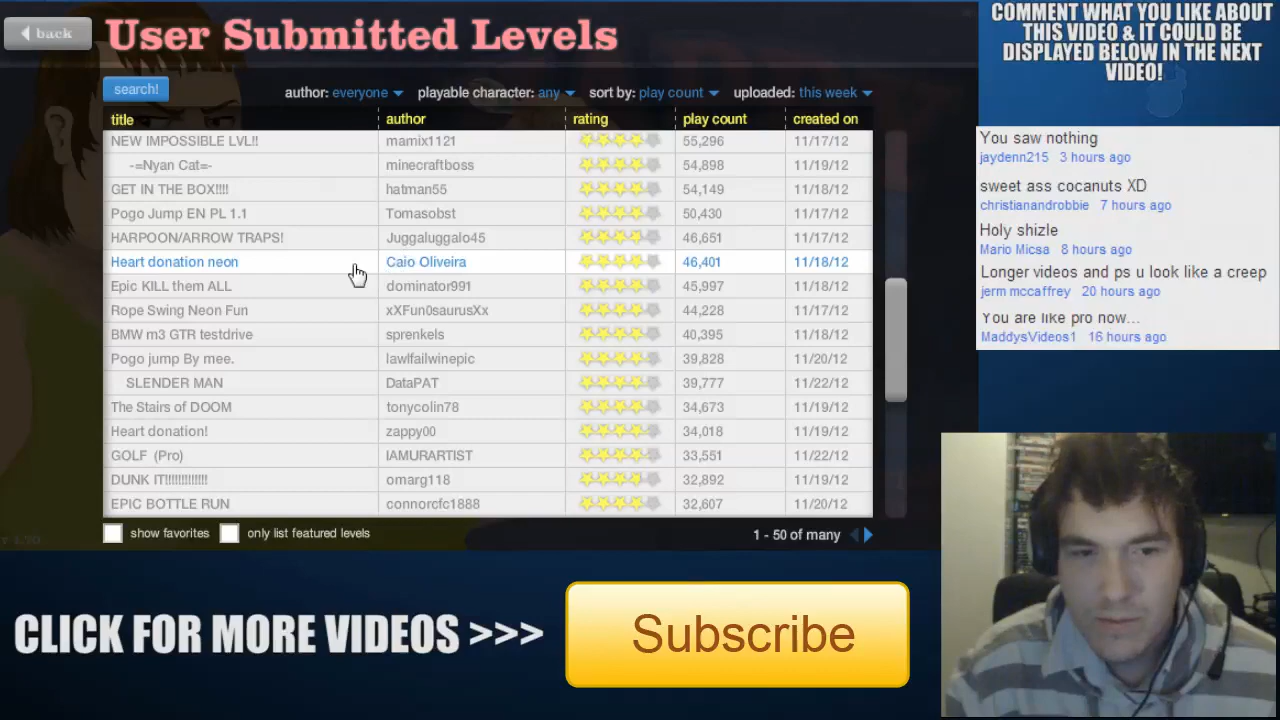 back
User Submitted Levels
search!
author: everyone playable character: any sort by: play count uploaded: this week
title author rating play count created on
NEW IMPOSSIBLE LVL!! mamix1121 55,296 11/17/12
-=Nyan Cat=- minecraftboss 54,898 11/19/12
GET IN THE BOX!!!! hatman55 54,149 11/18/12
Pogo Jump EN PL 1.1 Tomasobst 50,430 11/17/12
HARPOON/ARROW TRAPS! Juggaluggalo45 46,651 11/17/12
Heart donation neon Caio Oliveira 46,401 11/18/12
Epic KILL them ALL dominator991 45,997 11/18/12
Rope Swing Neon Fun xXFun0saurusXx 44,228 11/17/12
BMW m3 GTR testdrive sprenkels 40,395 11/18/12
Pogo jump By mee. lawlfailwinepic 39,828 11/20/12
SLENDER MAN DataPAT 39,777 11/22/12
The Stairs of DOOM tonycolin78 34,673 11/19/12
Heart donation! zappy00 34,018 11/19/12
GOLF (Pro) IAMURARTIST 33,551 11/22/12
DUNK IT!!!!!!!!!!!!! omarg118 32,892 11/19/12
EPIC BOTTLE RUN connorcfc1888 32,607 11/20/12
show favorites only list featured levels 1 - 50 of many
v 1.70
COMMENT WHAT YOU LIKE ABOUT
THIS VIDEO & IT COULD BE
DISPLAYED BELOW IN THE NEXT
VIDEO!
You saw nothing
jaydenn215 3 hours ago
sweet ass cocanuts XD
christianandrobbie 7 hours ago
Holy shizle
Mario Micsa 8 hours ago
Longer videos and ps u look like a creep
jerm mccaffrey 20 hours ago
You are like pro now...
MaddysVideos1 16 hours ago
CLICK FOR MORE VIDEOS >>>
Subscribe